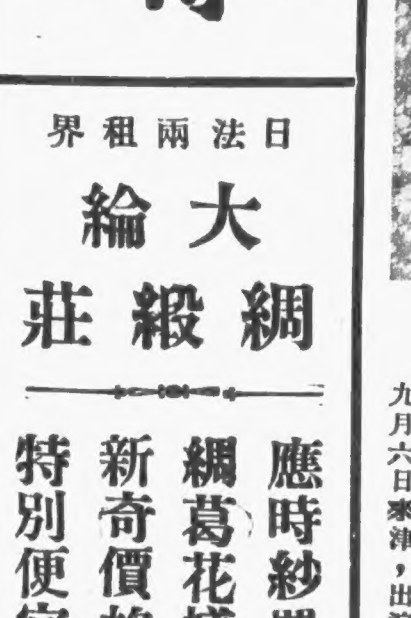 日法兩租界
大綸
綢緞莊
應時紗
綢葛花
新奇價
特別便
九月六日來津，出